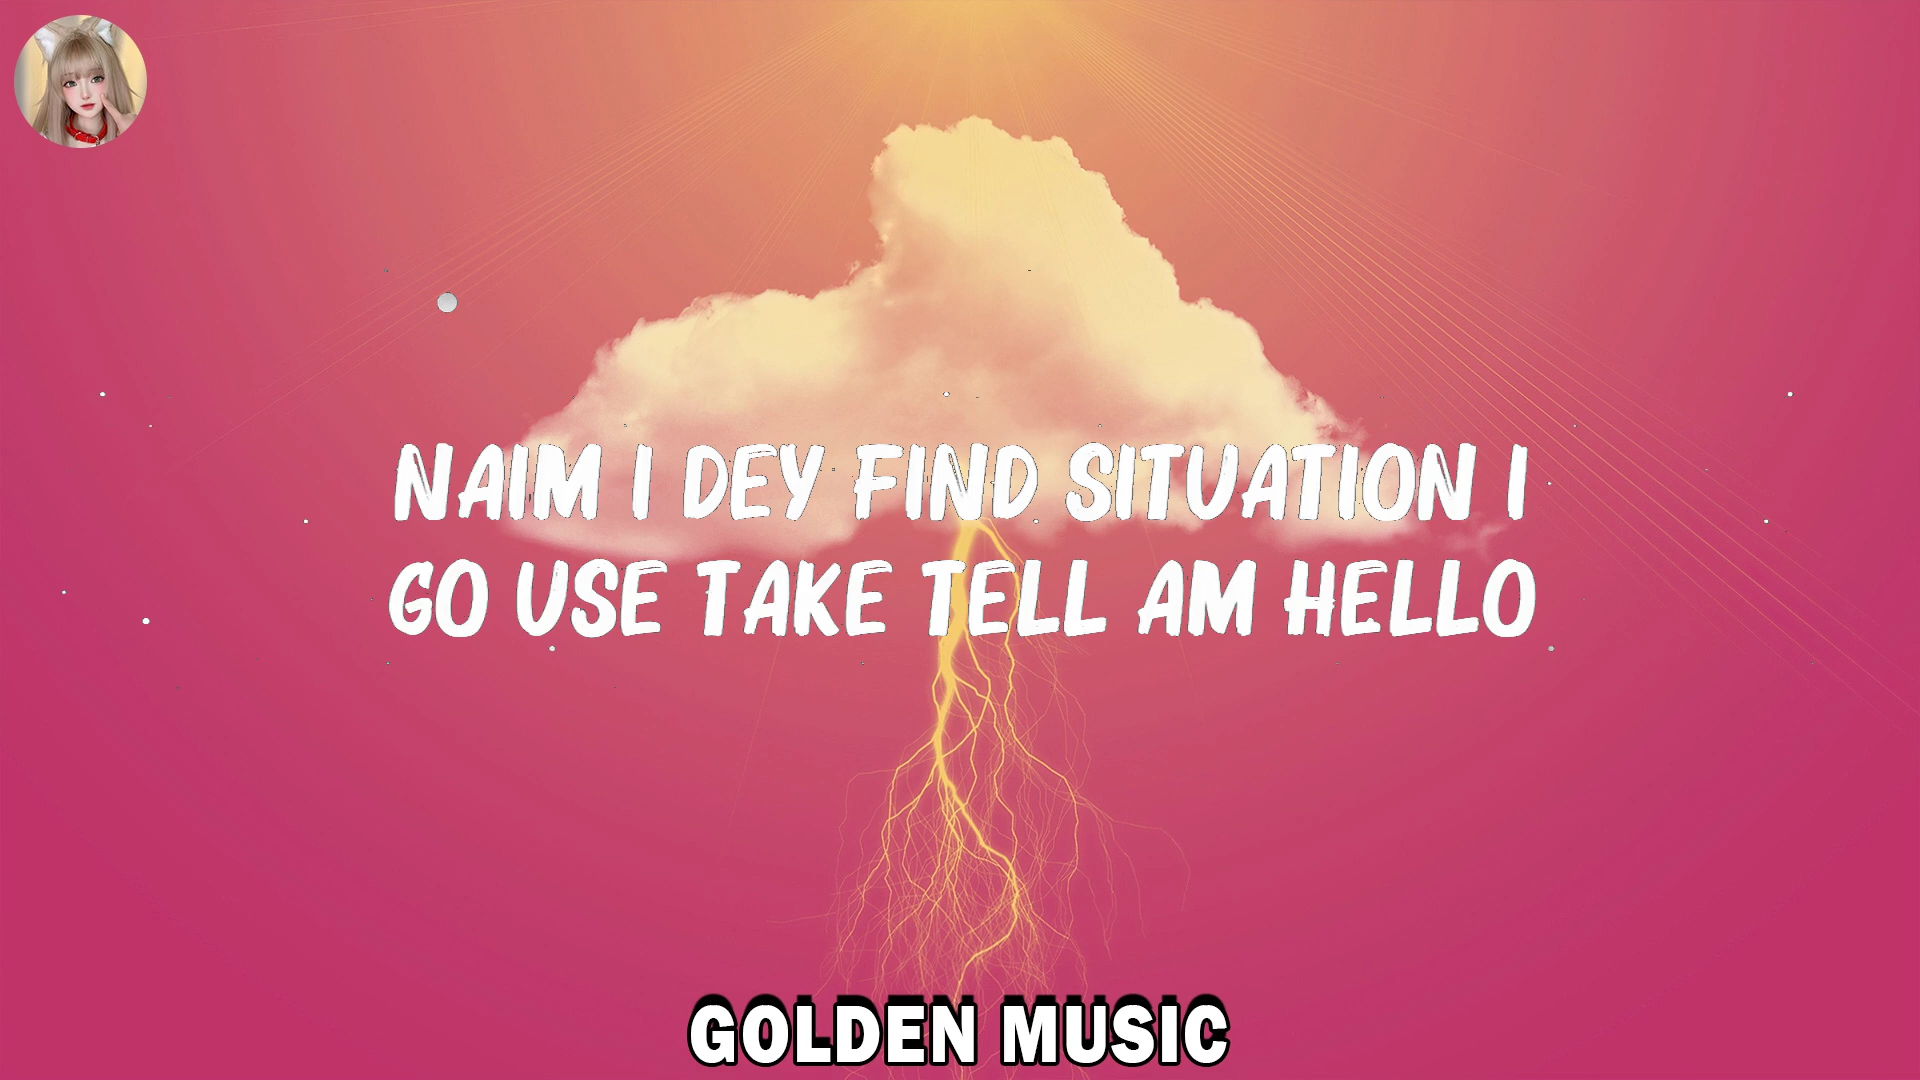 NAIM I DEY FIND SITUATION I
GO USE TAKE TELL AM HELLO
GOLDEN MUSIC